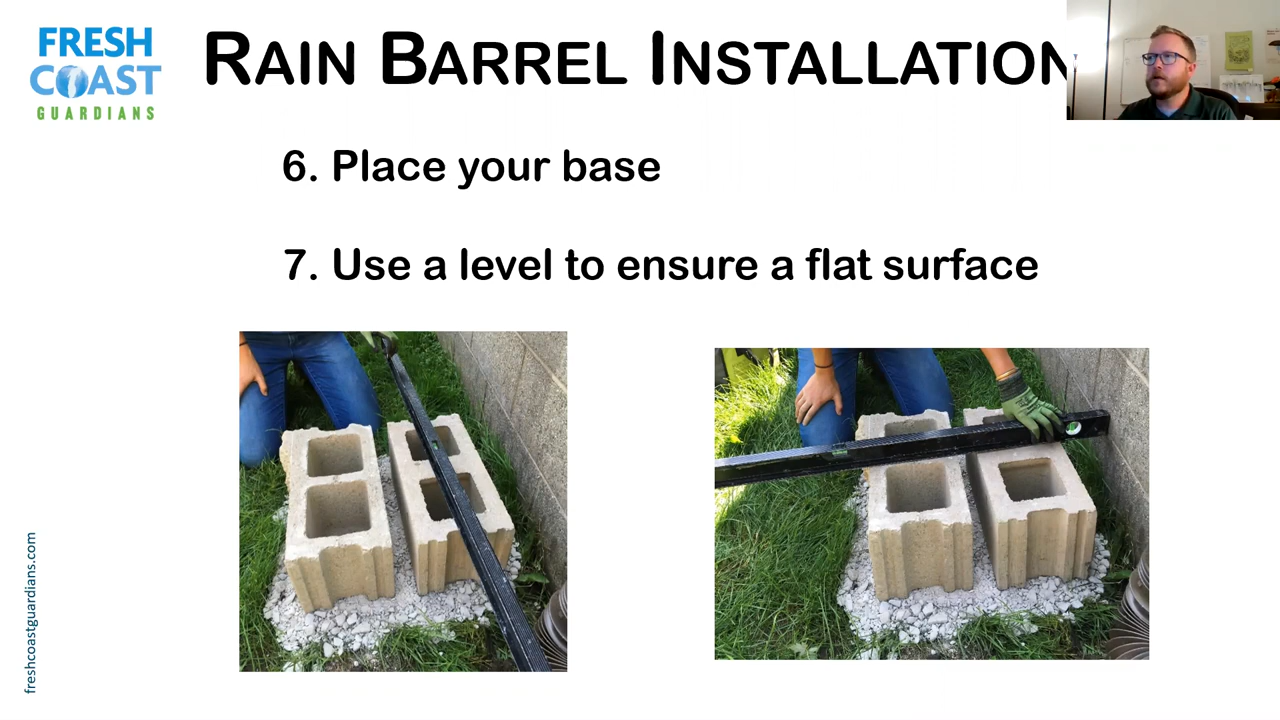 FRESH
COAST
GUARDIANS
RAIN BARREL INSTALLATION
6. Place your base
7. Use a level to ensure a flat surface
freshcoastguardians.com